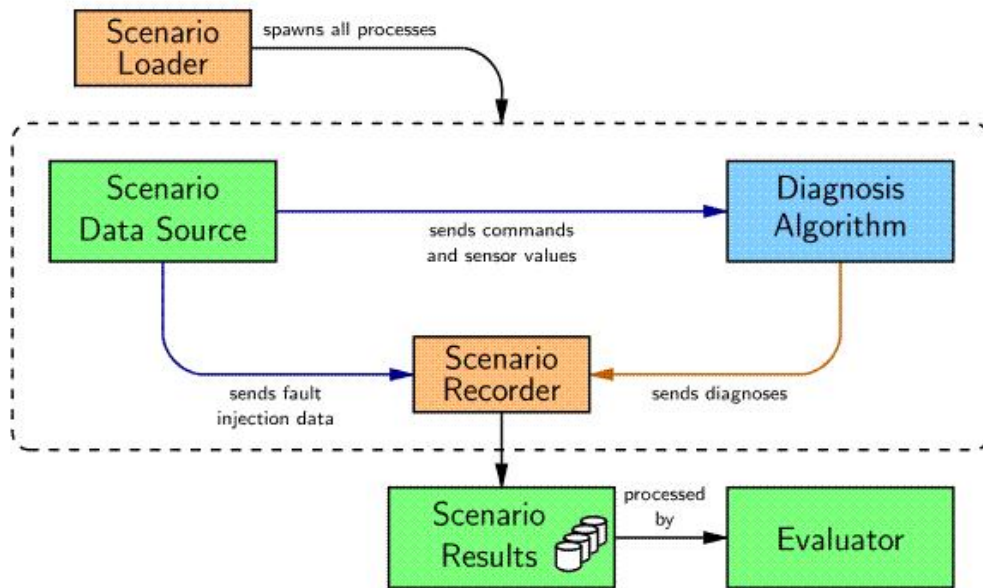 Scenario
Loader
spawns all processes
Scenario
Data Source
sends commands
and sensor values
Diagnosis
Algorithm
sends fault
injection data
Scenario
Recorder
sends diagnoses
Scenario
Results
processed
by
Evaluator